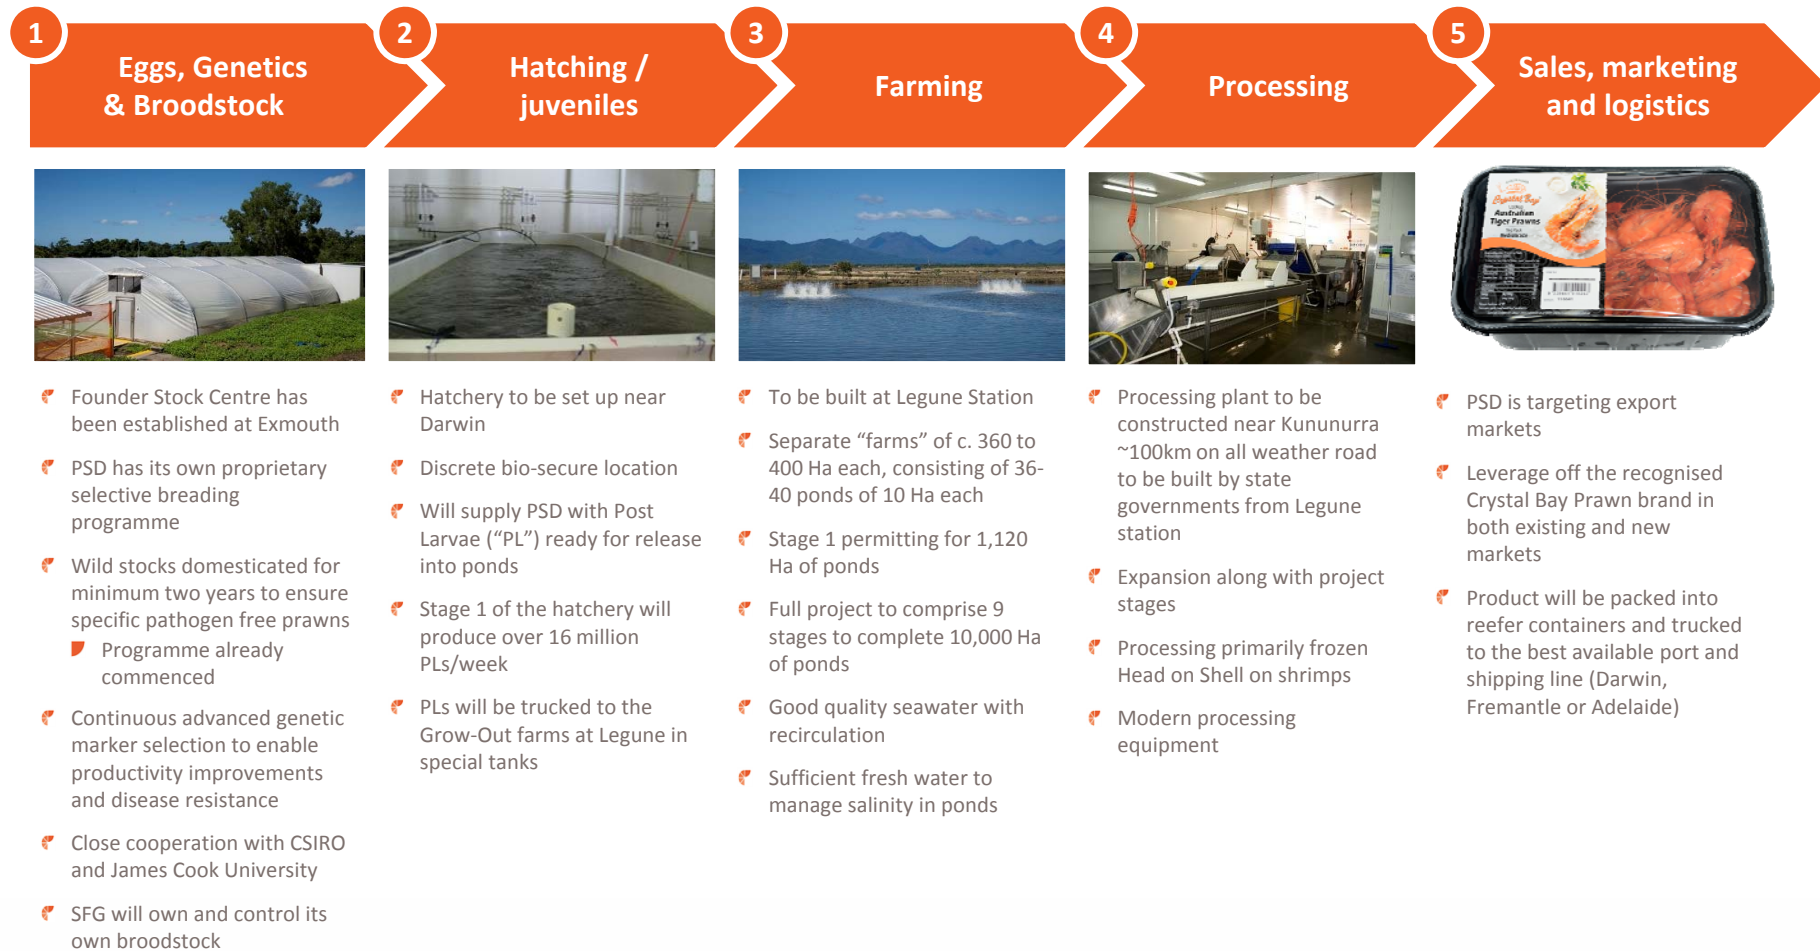 1
Eggs, Genetics
& Broodstock
2
Hatching /
juveniles
3
Farming
4
Processing
5
Sales, marketing
and logistics
Founder Stock Centre has
been established at Exmouth
PSD has its own proprietary
selective breading
programme
Wild stocks domesticated for
minimum two years to ensure
specific pathogen free prawns
Programme already
commenced
Continuous advanced genetic
marker selection to enable
productivity improvements
and disease resistance
Close cooperation with CSIRO
and James Cook University
SFG will own and control its
own broodstock
Hatchery to be set up near
Darwin
Discrete bio-secure location
Will supply PSD with Post
Larvae (“PL”) ready for release
into ponds
Stage 1 of the hatchery will
produce over 16 million
PLs/week
PLs will be trucked to the
Grow-Out farms at Legune in
special tanks
To be built at Legune Station
Separate “farms” of c. 360 to
400 Ha each, consisting of 36-
40 ponds of 10 Ha each
Stage 1 permitting for 1,120
Ha of ponds
Full project to comprise 9
stages to complete 10,000 Ha
of ponds
Good quality seawater with
recirculation
Sufficient fresh water to
manage salinity in ponds
Processing plant to be
constructed near Kununurra
~100km on all weather road
to be built by state
governments from Legune
station
Expansion along with project
stages
Processing primarily frozen
Head on Shell on shrimps
Modern processing
equipment
Crystal Bay
Australian
Tiger Prawns
PSD is targeting export
markets
Leverage off the recognised
Crystal Bay Prawn brand in
both existing and new
markets
Product will be packed into
reefer containers and trucked
to the best available port and
shipping line (Darwin,
Fremantle or Adelaide)